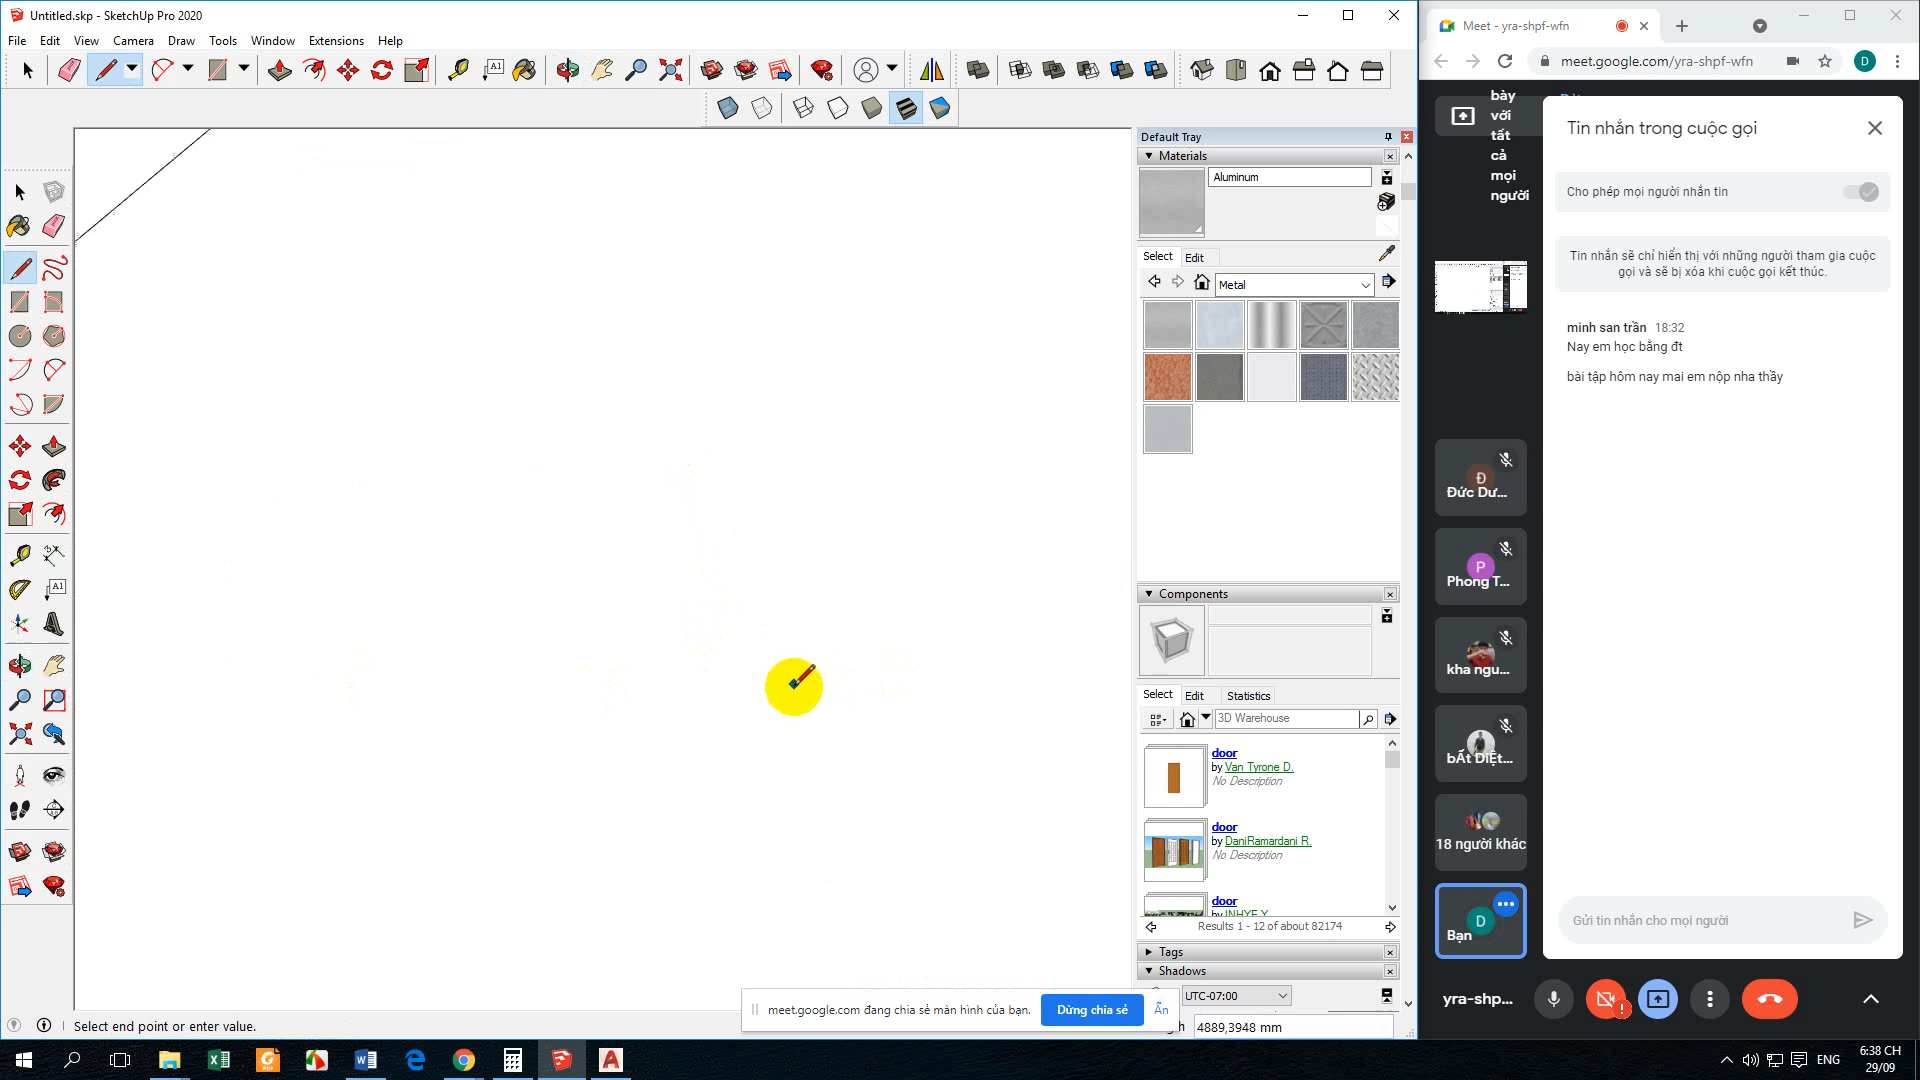 Untitled.skp - SketchUp Pro 2020
File Edit View Camera Draw Tools Window Extensions Help
A1
Default Tray
Materials
Aluminum
Select Edit
Metal
A1
Components
Select Edit Statistics
3D Warehouse
door
by Van Tyrone D.
No Description
door
by DaniRamardani R.
No Description
door
by INHYE Y
Results 1 - 12 of about 82174
Tags
Shadows
UTC-07:00
4889,3948 mm
Select end point or enter value.
meet.google.com đang chia sẻ màn hình của bạn.
Dừng chia sẻ
Ẩn
Meet - yra-shpf-wfn
meet.google.com/yra-shpf-wfn
D
bày
với
tất
cả
mọi
người
Tin nhắn trong cuộc gọi
Cho phép mọi người nhắn tin
Tin nhắn sẽ chỉ hiển thị với những người tham gia cuộc
gọi và sẽ bị xóa khi cuộc gọi kết thúc.
minh san trần 18:32
Nay em học bằng đt
bài tập hôm nay mai em nộp nha thầy
Đ
Đức Dư...
P
Phong T...
kha ngu...
bẤt DiỆt...
18 người khác
D
Bạn
Gửi tin nhắn cho mọi người
yra-shp...
ENG
6:38 CH
29/09